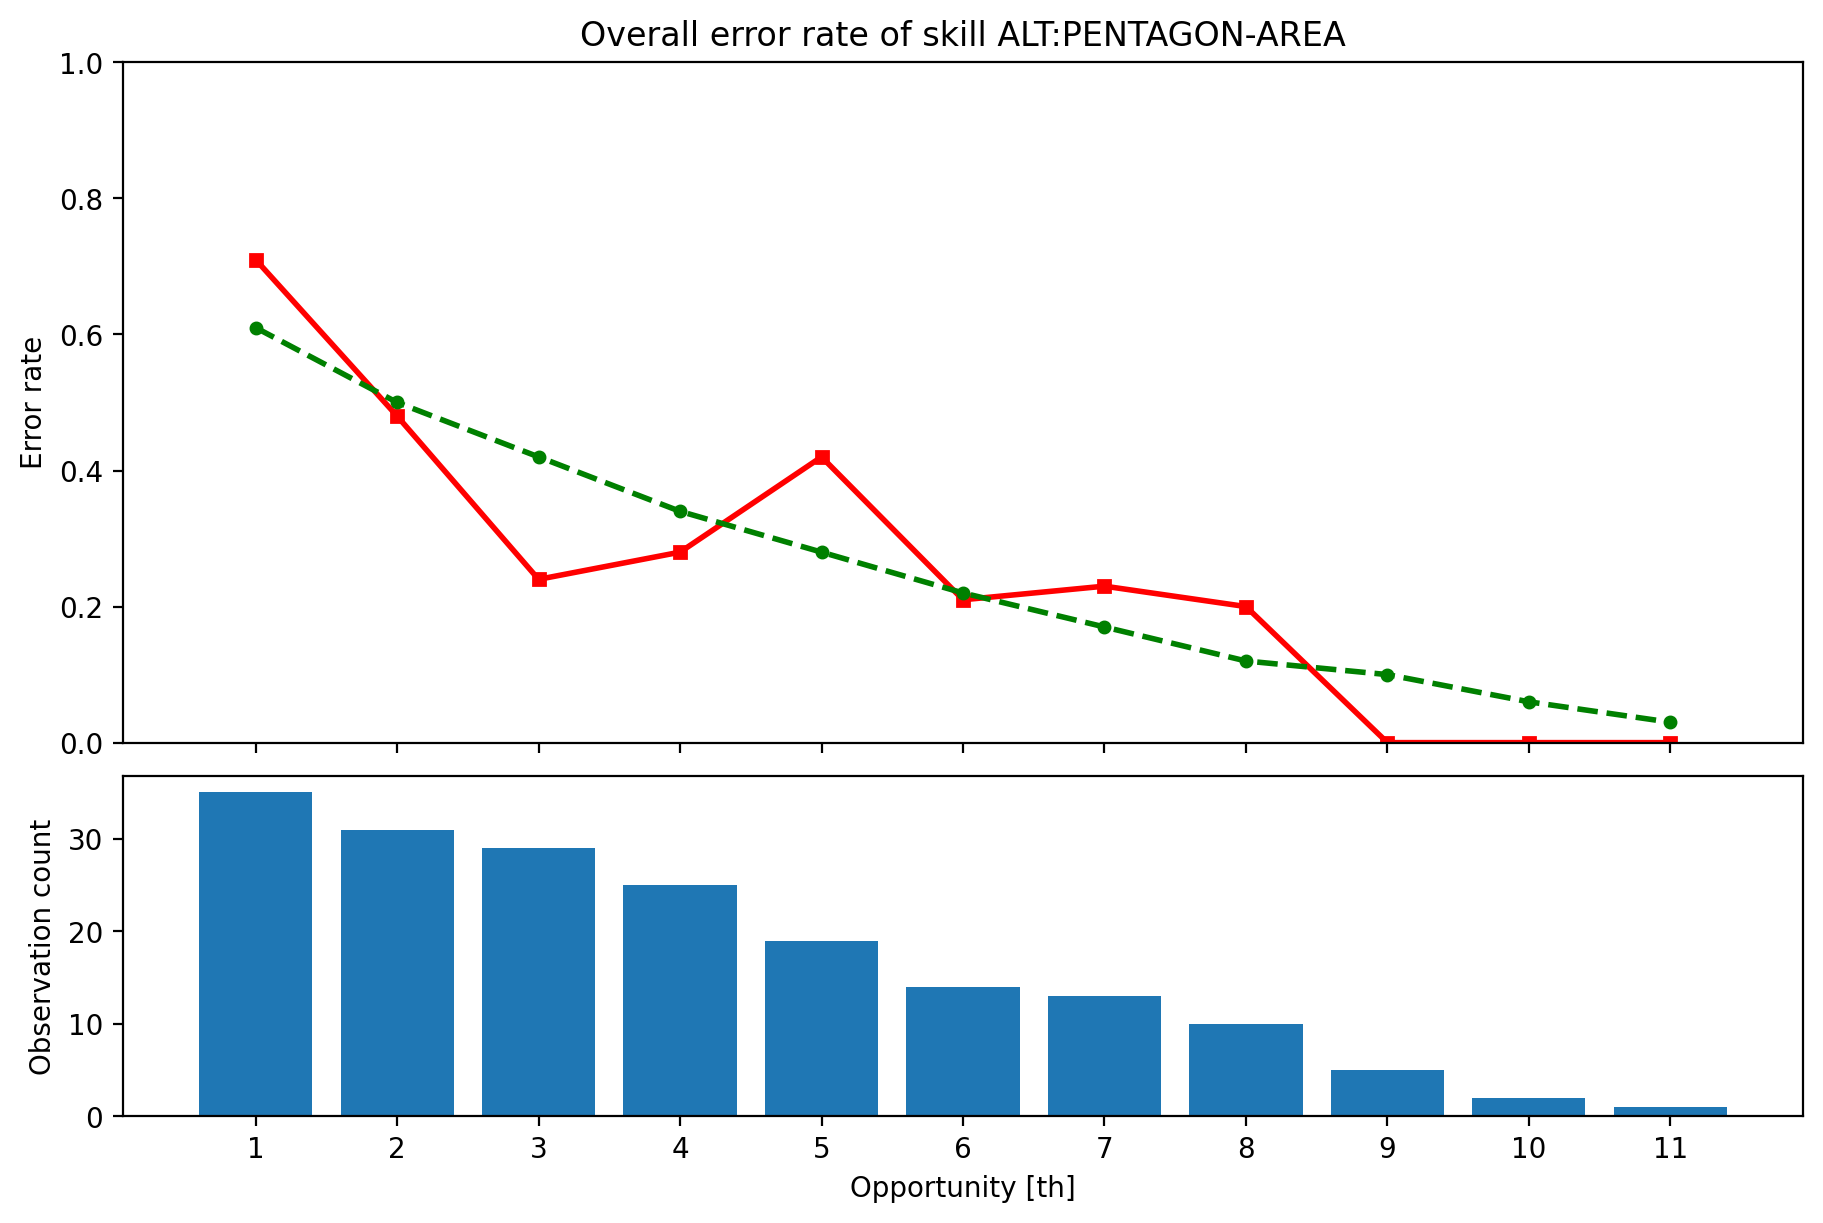 Overall error rate of skill ALT:PENTAGON-AREA
1.0
0.8
0.6
0.4
0.2
0.0
Error rate
30
20
10
0
Observation count
1 2 3 4 5 6 7 8 9 10 11
Opportunity [th]